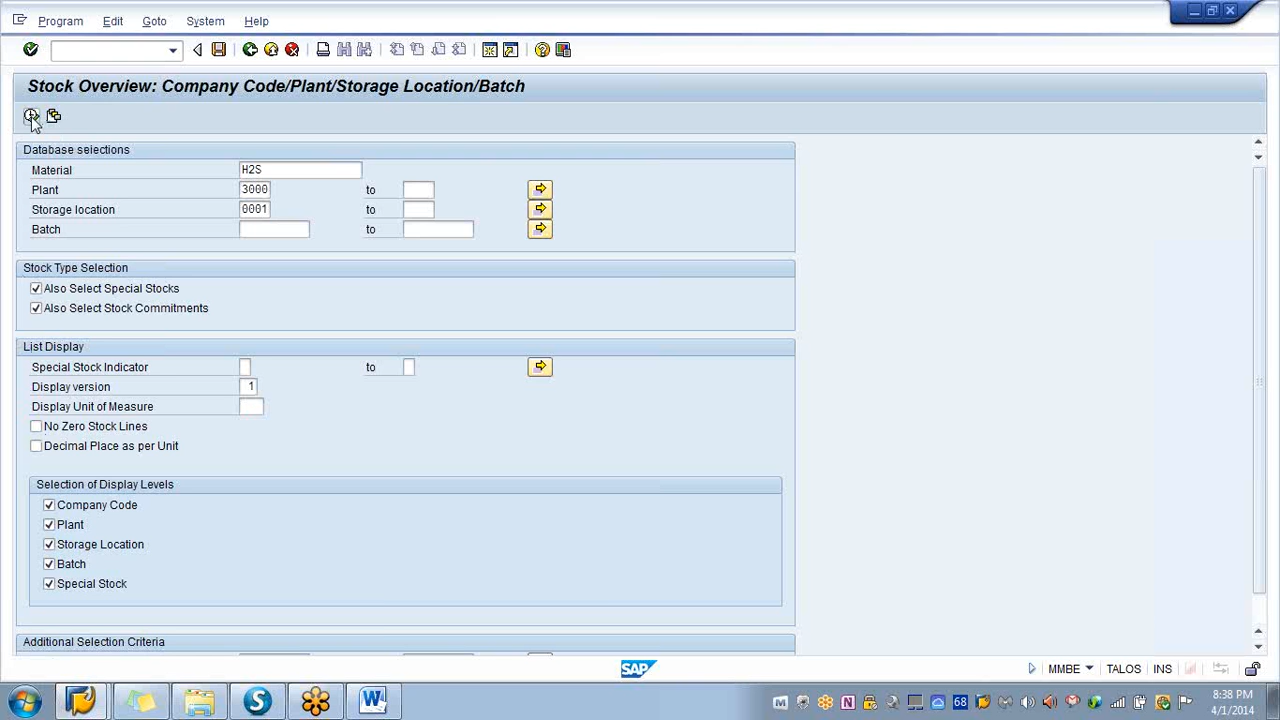 Program Edit Goto System Help
Stock Overview: Company Code/Plant/Storage Location/Batch
Database selections
Material H2S
Plant 3000 to
Storage location 0001 to
Batch to
Stock Type Selection
Also Select Special Stocks
Also Select Stock Commitments
List Display
Special Stock Indicator to
Display version 1
Display Unit of Measure
No Zero Stock Lines
Decimal Place as per Unit
Selection of Display Levels
Company Code
Plant
Storage Location
Batch
Special Stock
Additional Selection Criteria
SAP MMBE TALOS INS
S W M N 68 8:38 PM
4/1/2014